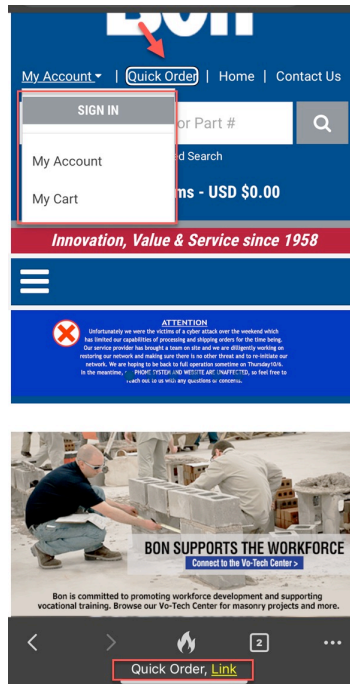 Bon
My Account | Quick Order | Home | Contact Us
SIGN IN
or Part #
d Search
My Account
My Cart
ms - USD $0.00
Innovation, Value & Service since 1958
ATTENTION
Unfortunately we were the victims of a cyber attack over the weekend which
has limited our capabilities of processing and shipping orders for the time being.
Our service provider has brought a team on site and we are diligently working on
restoring our network and making sure there is no other threat and to re-initiate our
network. We are hoping to be back to full operation sometime on Thursday10/6.
In the meantime, PHONE SYSTEM AND WEBSITE ARE UNAFFECTED, so feel free to
reach out to us with any questions or concerns.
BON SUPPORTS THE WORKFORCE
Connect to the Vo-Tech Center >
Bon is committed to promoting workforce development and supporting
vocational training. Browse our Vo-Tech Center for masonry projects and more.
2
Quick Order, Link